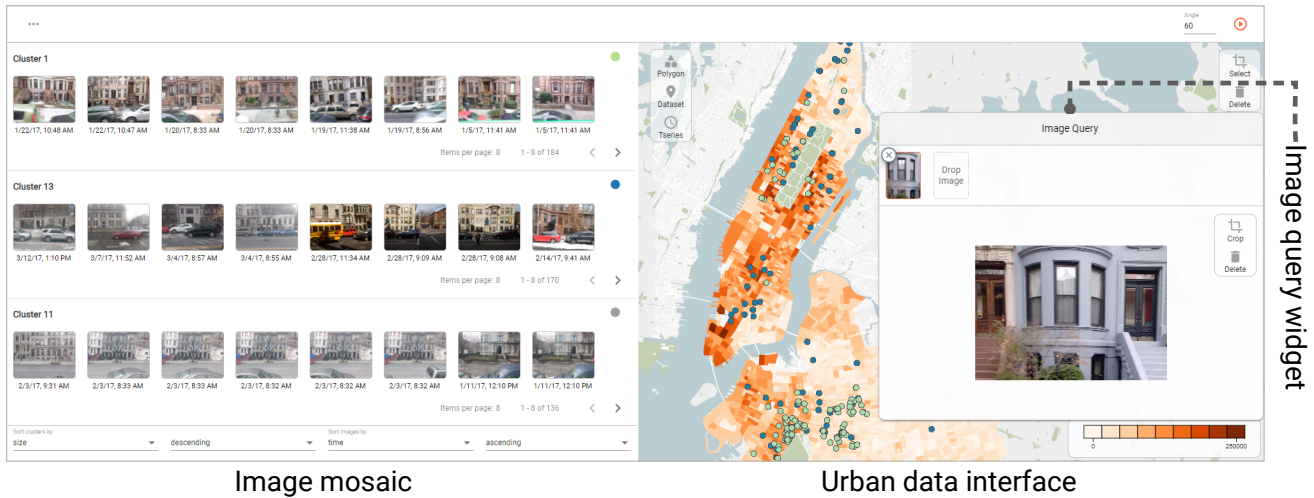 Angle
60
Cluster 1
1/22/17, 10:48 AM 1/22/17, 10:47 AM 1/20/17, 8:33 AM 1/20/17, 8:33 AM 1/19/17, 11:38 AM 1/19/17, 8:56 AM 1/5/17, 11:41 AM 1/5/17, 11:41 AM
Items per page: 8 1 - 8 of 184
Cluster 13
3/12/17, 1:10 PM 3/7/17, 11:52 AM 3/4/17, 8:57 AM 3/4/17, 8:55 AM 2/28/17, 11:34 AM 2/28/17, 9:09 AM 2/28/17, 9:08 AM 2/14/17, 9:41 AM
Items per page: 8 1 - 8 of 170
Cluster 11
2/3/17, 9:31 AM 2/3/17, 8:33 AM 2/3/17, 8:33 AM 2/3/17, 8:32 AM 2/3/17, 8:32 AM 2/3/17, 8:32 AM 1/11/17, 12:10 PM 1/11/17, 12:10 PM
Items per page: 8 1 - 8 of 136
Sort clusters by
size
descending
Sort images by
time
ascending
Polygon
Dataset
Tseries
Select
Delete
Image Query
Drop
Image
Crop
Delete
0 250000
Image query widget
Image mosaic
Urban data interface